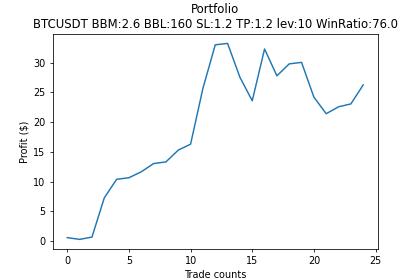 Portfolio
BTCUSDT BBM:2.6 BBL:160 SL:1.2 TP:1.2 lev:10 WinRatio:76.0
Profit ($)
30
25
20
15
10
5
0
0 5 10 15 20 25
Trade counts